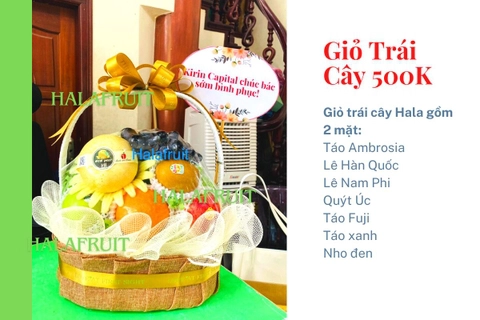 HALAFRUIT
Halafruit
HALAFRUIT
HALAFRUIT
Kirin Capital chúc bác
sớm bình phục!
Giỏ Trái
Cây 500K
Giỏ trái cây Hala gồm
2 mặt:
Táo Ambrosia
Lê Hàn Quốc
Lê Nam Phi
Quýt Úc
Táo Fuji
Táo xanh
Nho đen